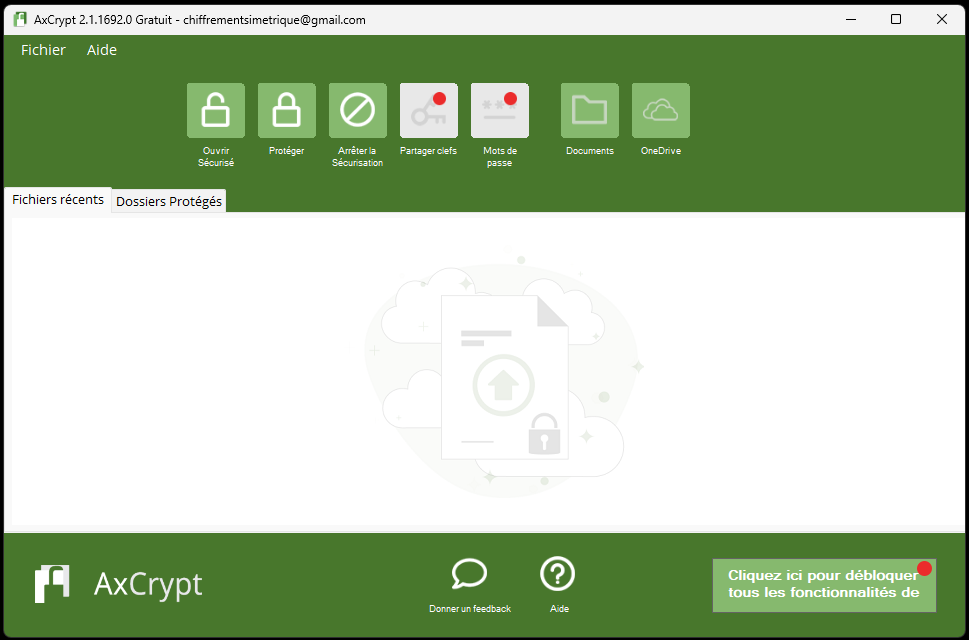 AxCrypt 2.1.1692.0 Gratuit - chiffrementsimetrique@gmail.com
Fichier Aide
Ouvrir
Sécurisé
Protéger
Arrêter la
Sécurisation
Partager clefs
Mots de
passe
Documents
OneDrive
Fichiers récents
Dossiers Protégés
AxCrypt
Donner un feedback
Aide
Cliquez ici pour débloquer
tous les fonctionnalités de